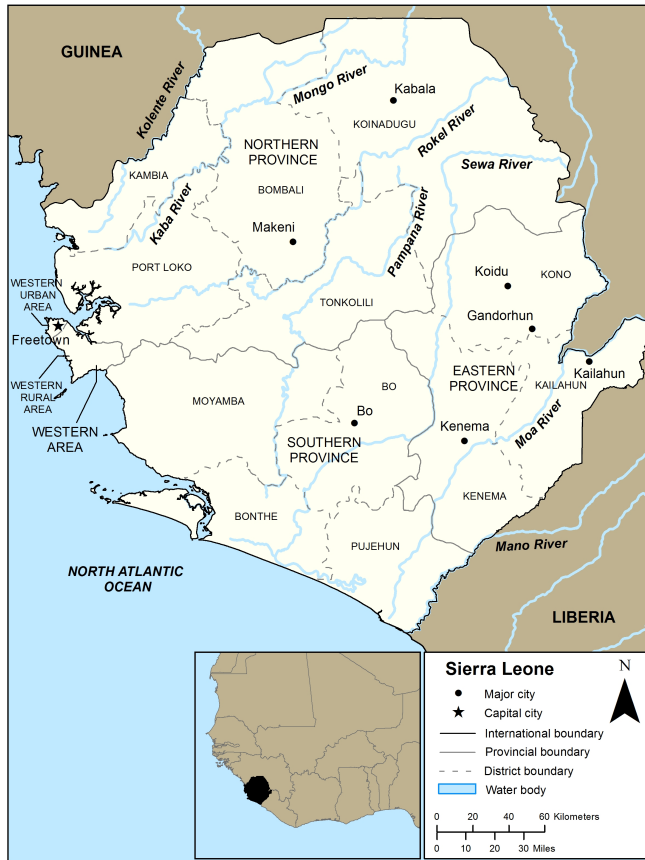 GUINEA
Kolente River
Mongo River
Kabala
KOINADUGU
Rokel River
NORTHERN
PROVINCE
Sewa River
KAMBIA
BOMBALI
Kaba River
Makeni
Pampana River
PORT LOKO
Koidu
KONO
WESTERN
URBAN
AREA
TONKOLILI
Gandorhun
Freetown
Kailahun
EASTERN
PROVINCE
KAILAHUN
WESTERN
RURAL
AREA
MOYAMBA
BO
Bo
WESTERN
AREA
SOUTHERN
PROVINCE
Kenema
Moa River
KENEMA
BONTHE
PUJEHUN
Mano River
NORTH ATLANTIC
OCEAN
LIBERIA
Sierra Leone
N
Major city
Capital city
International boundary
Provincial boundary
District boundary
Water body
0 20 40 60 Kilometers
0 10 20 30 Miles